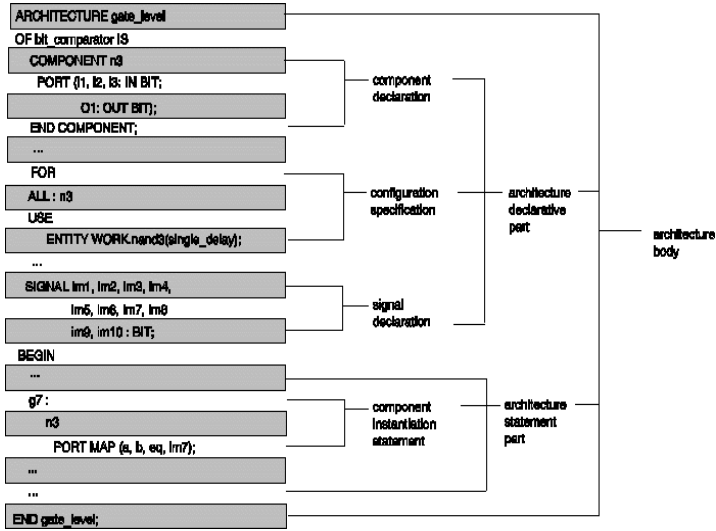 ARCHITECTURE gate_level
OF bit_comparator IS
COMPONENT n3
PORT (i1, i2, i3: IN BIT;
O1: OUT BIT);
END COMPONENT;
...
FOR
ALL : n3
USE
ENTITY WORK.nand3(single_delay);
...
SIGNAL im1, im2, im3, im4,
im5, im6, im7, im8
im9, im10 : BIT;
BEGIN
...
g7 :
n3
PORT MAP (a, b, eq, im7);
...
...
END gate_level;
component
declaration
configuration
specification
signal
declaration
component
instantiation
statement
architecture
declarative
part
architecture
statement
part
architecture
body